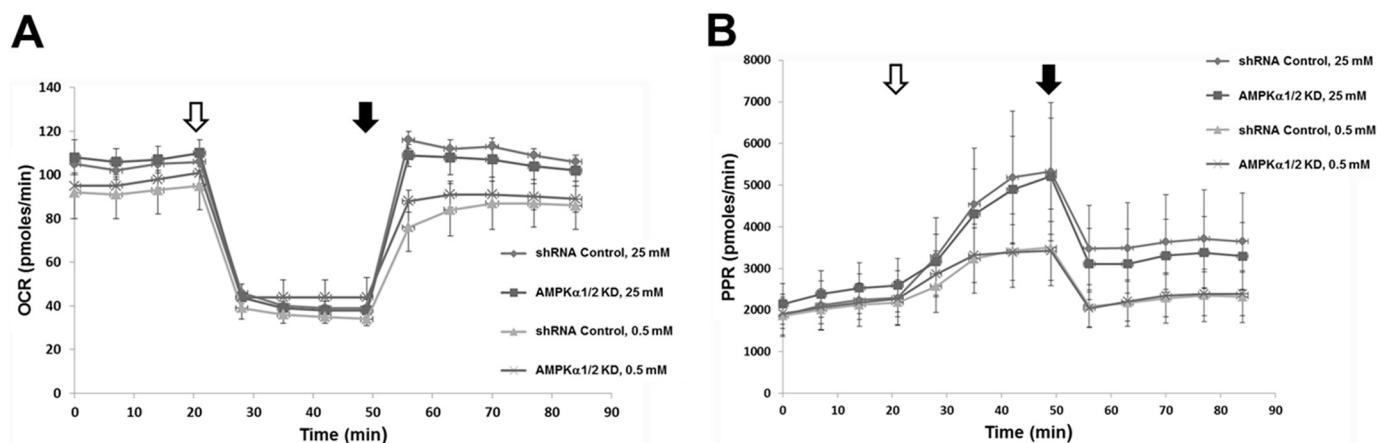 A
140
120
100
80
60
40
20
0
OCR (pmoles/min)
0 10 20 30 40 50 60 70 80 90
Time (min)
shRNA Control, 25 mM
AMPKα1/2 KD, 25 mM
shRNA Control, 0.5 mM
AMPKα1/2 KD, 0.5 mM
B
8000
7000
6000
5000
4000
3000
2000
1000
0
PPR (pmoles/min)
0 10 20 30 40 50 60 70 80 90
Time (min)
shRNA Control, 25 mM
AMPKα1/2 KD, 25 mM
shRNA Control, 0.5 mM
AMPKα1/2 KD, 0.5 mM